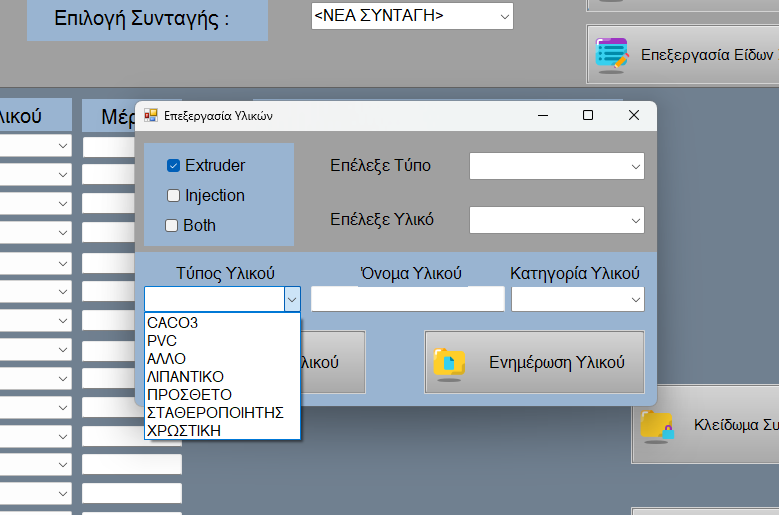 Επιλογή Συνταγής :
<ΝΕΑ ΣΥΝΤΑΓΗ>
Επεξεργασία Ειδών
λικού
Μέρ
Επεξεργασία Υλικών
Extruder
Injection
Both
Επέλεξε Τύπο
Επέλεξε Υλικό
Τύπος Υλικού
Όνομα Υλικού
Κατηγορία Υλικού
CACO3
PVC
ΑΛΛΟ
ΛΙΠΑΝΤΙΚΟ
ΠΡΟΣΘΕΤΟ
ΣΤΑΘΕΡΟΠΟΙΗΤΗΣ
ΧΡΩΣΤΙΚΗ
λικού
Ενημέρωση Υλικού
Κλείδωμα Συ